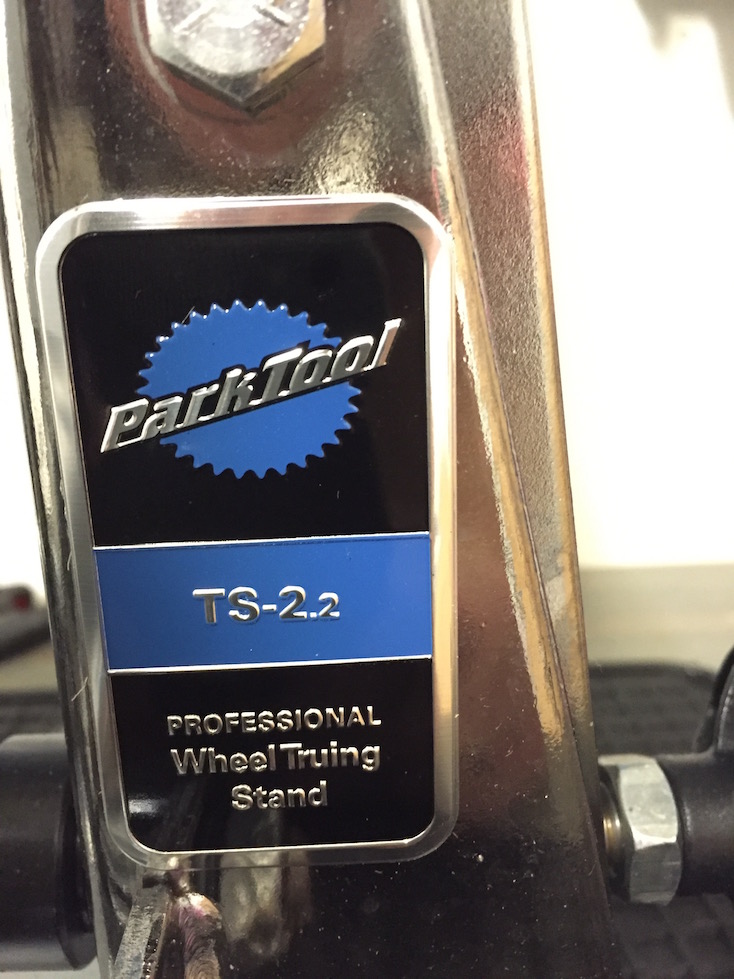 ParkTool
TS-2.2
PROFESSIONAL
Wheel Truing
Stand